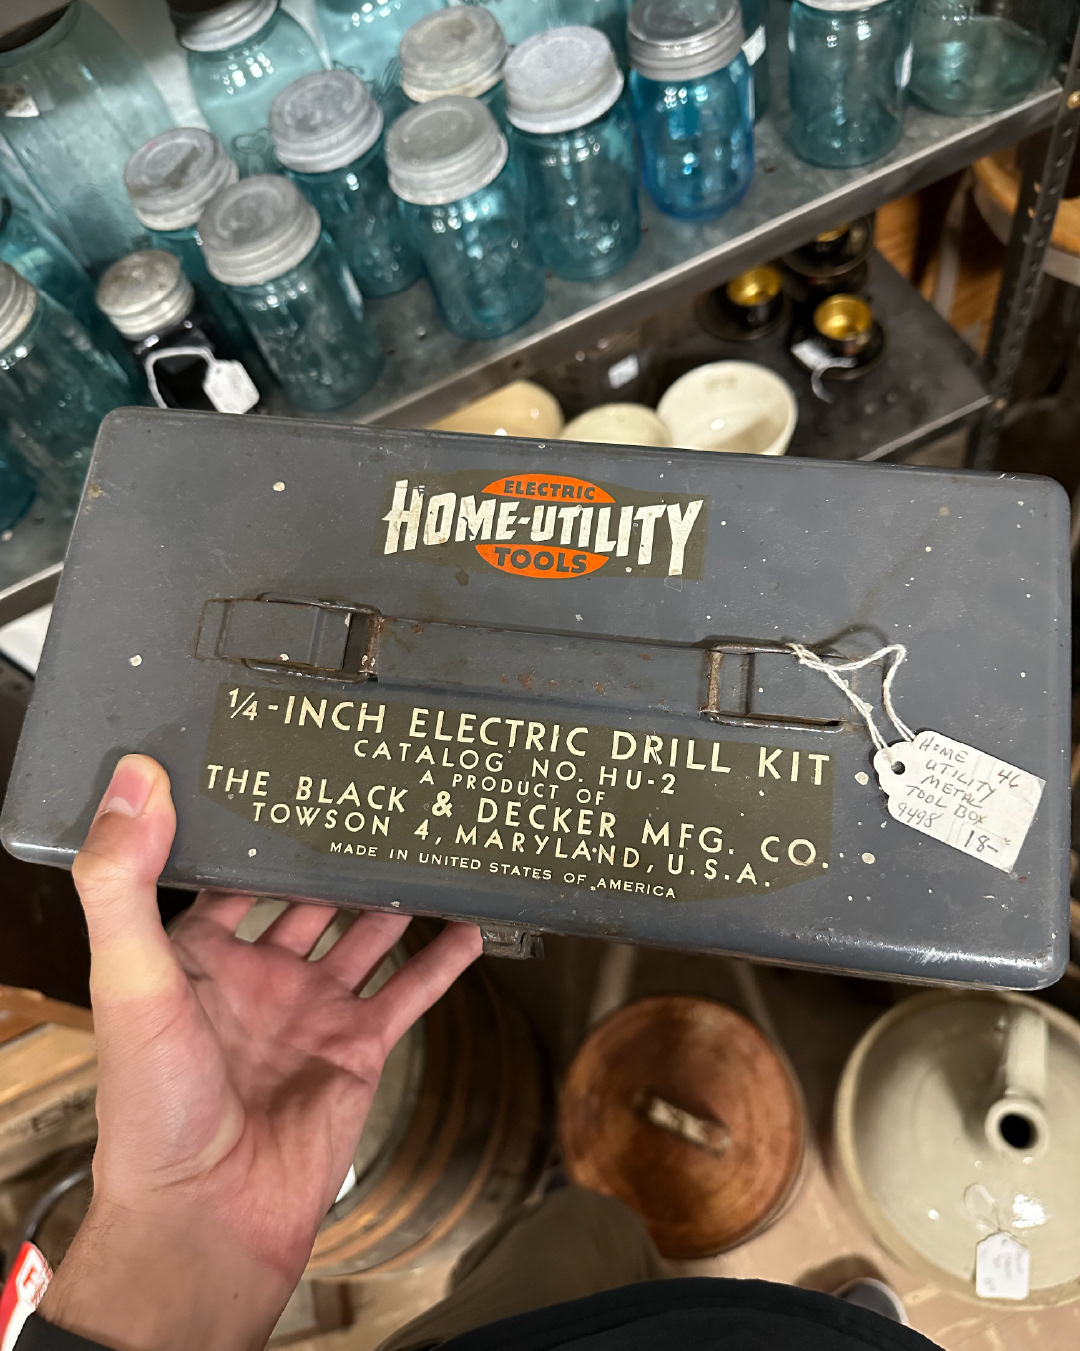 ELECTRIC
HOME-UTILITY
TOOLS
1/4-INCH ELECTRIC DRILL KIT
CATALOG NO. HU-2
A PRODUCT OF
THE BLACK & DECKER MFG. CO.
TOWSON 4, MARYLAND, U.S.A.
MADE IN UNITED STATES OF AMERICA
HOME
UTILITY
METAL
TOOL BOX
9498 18-